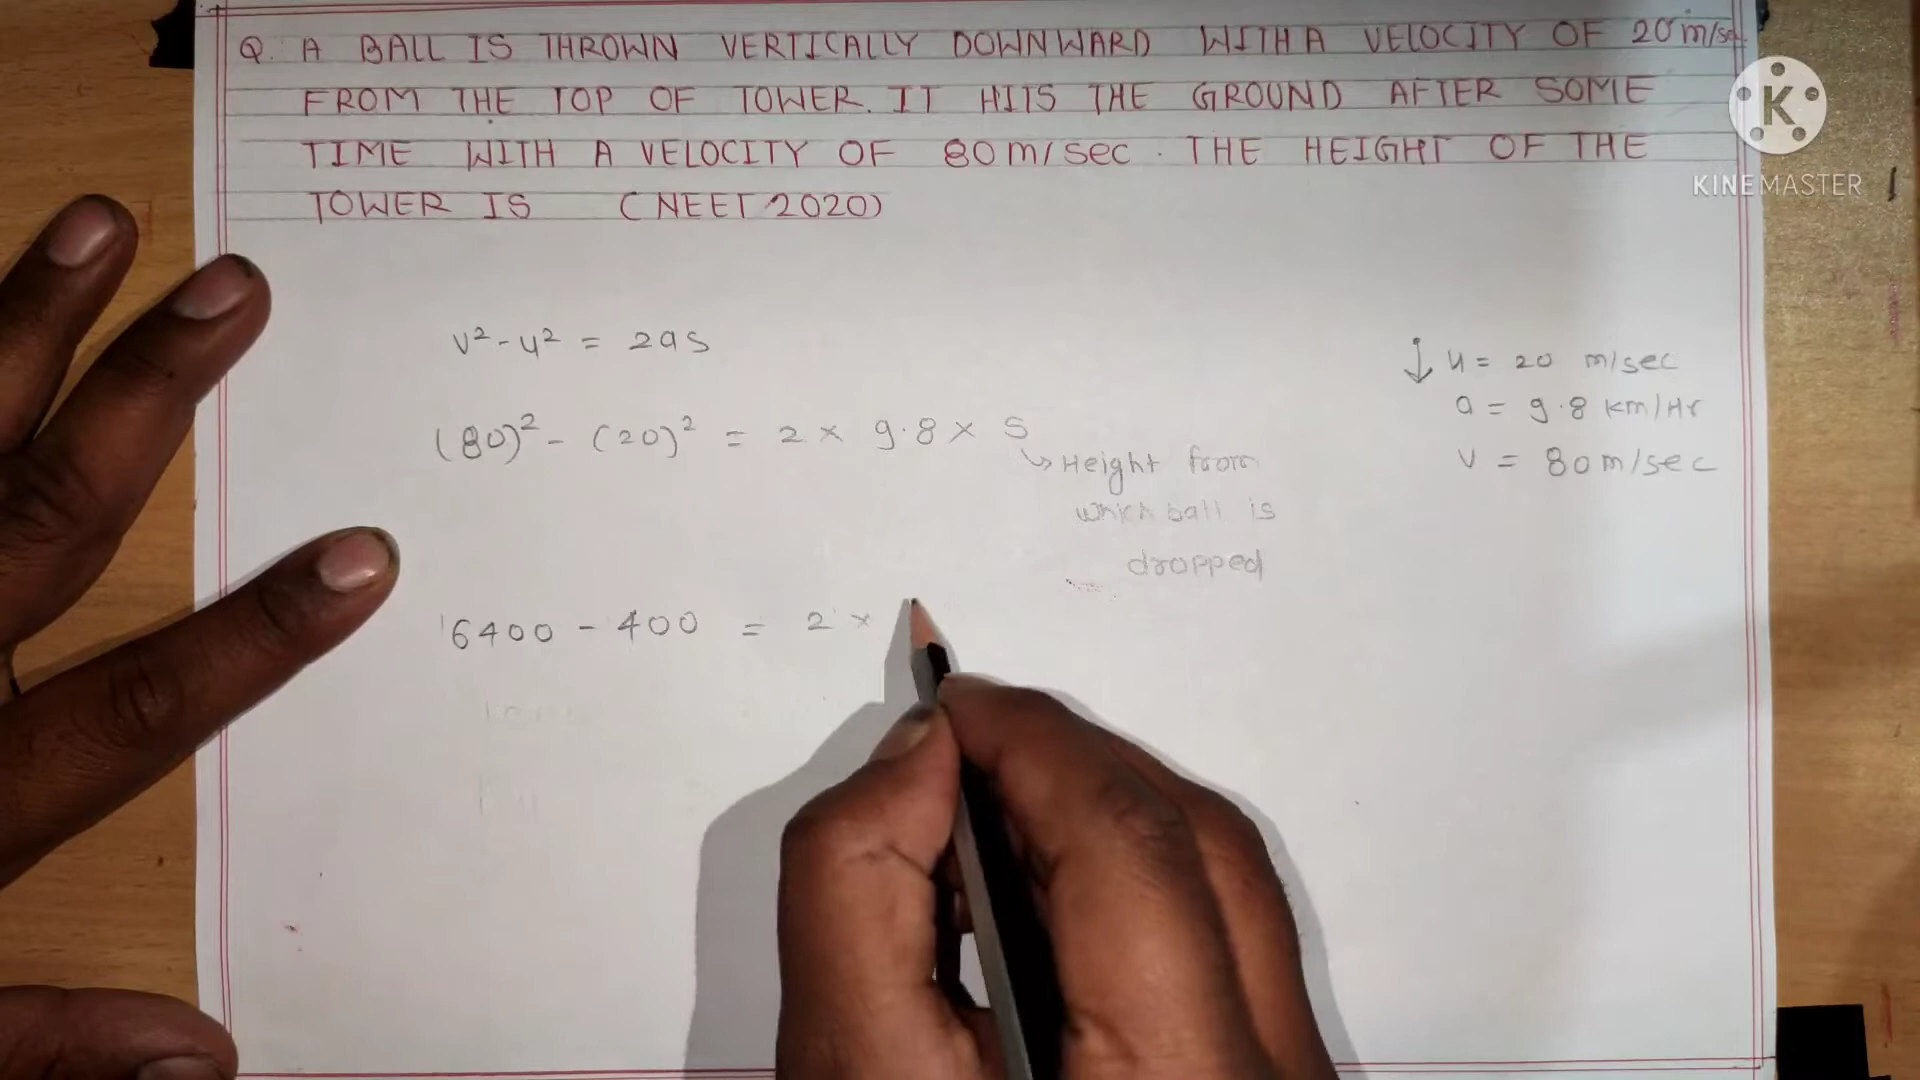 Q. A BALL IS THROWN VERTICALLY DOWNWARD WITH A VELOCITY OF 20 m/sec
FROM THE TOP OF TOWER. IT HITS THE GROUND AFTER SOME
TIME WITH A VELOCITY OF 80 m/sec. THE HEIGHT OF THE
TOWER IS (NEET 2020)
K
KINEMASTER
v² - u² = 2as
(80)² - (20)² = 2 × 9.8 × S
↳ Height from
which ball is
dropped
6400 - 400 = 2 ×
↓ u = 20 m/sec
a = 9.8 km/Hr
v = 80 m/sec